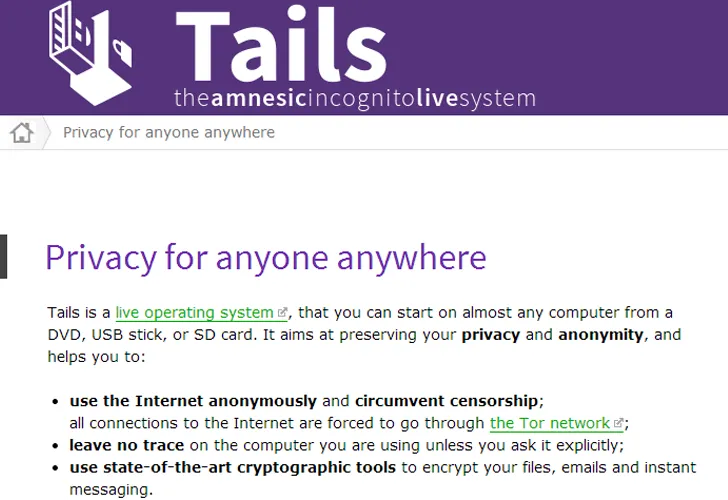 Tails
theamnesicincognitolivesystem
Privacy for anyone anywhere
Privacy for anyone anywhere
Tails is a live operating system, that you can start on almost any computer from a
DVD, USB stick, or SD card. It aims at preserving your privacy and anonymity, and
helps you to:
• use the Internet anonymously and circumvent censorship;
all connections to the Internet are forced to go through the Tor network;
• leave no trace on the computer you are using unless you ask it explicitly;
• use state-of-the-art cryptographic tools to encrypt your files, emails and instant
messaging.